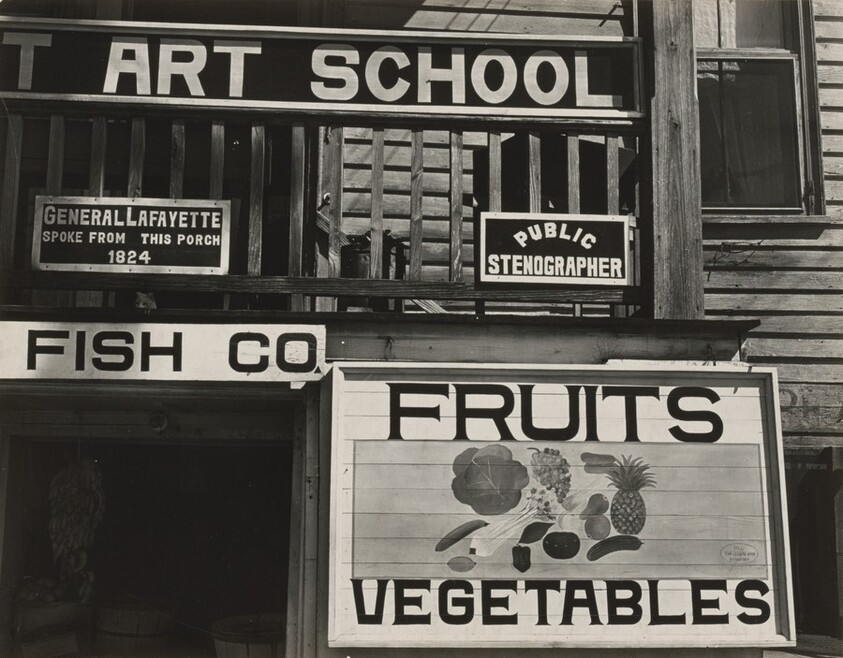 T ART SCHOOL
GENERAL LAFAYETTE
SPOKE FROM THIS PORCH
1824
PUBLIC
STENOGRAPHER
FISH CO.
FRUITS
VEGETABLES